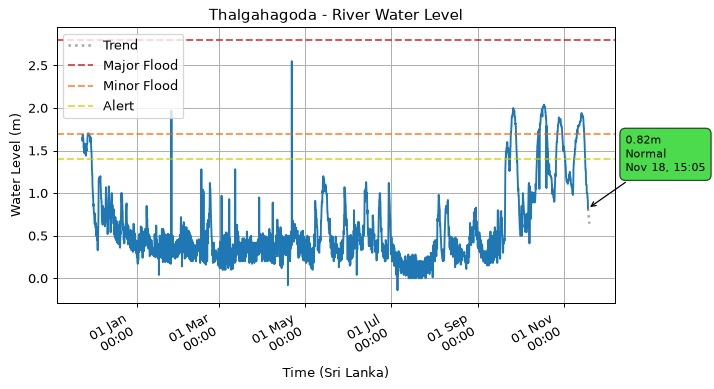 Thalgahagoda - River Water Level
Trend
Major Flood
Minor Flood
Alert
Water Level (m)
2.5
2.0
1.5
1.0
0.5
0.0
0.82m
Normal
Nov 18, 15:05
01 Jan
00:00
01 Mar
00:00
01 May
00:00
01 Jul
00:00
01 Sep
00:00
01 Nov
00:00
Time (Sri Lanka)